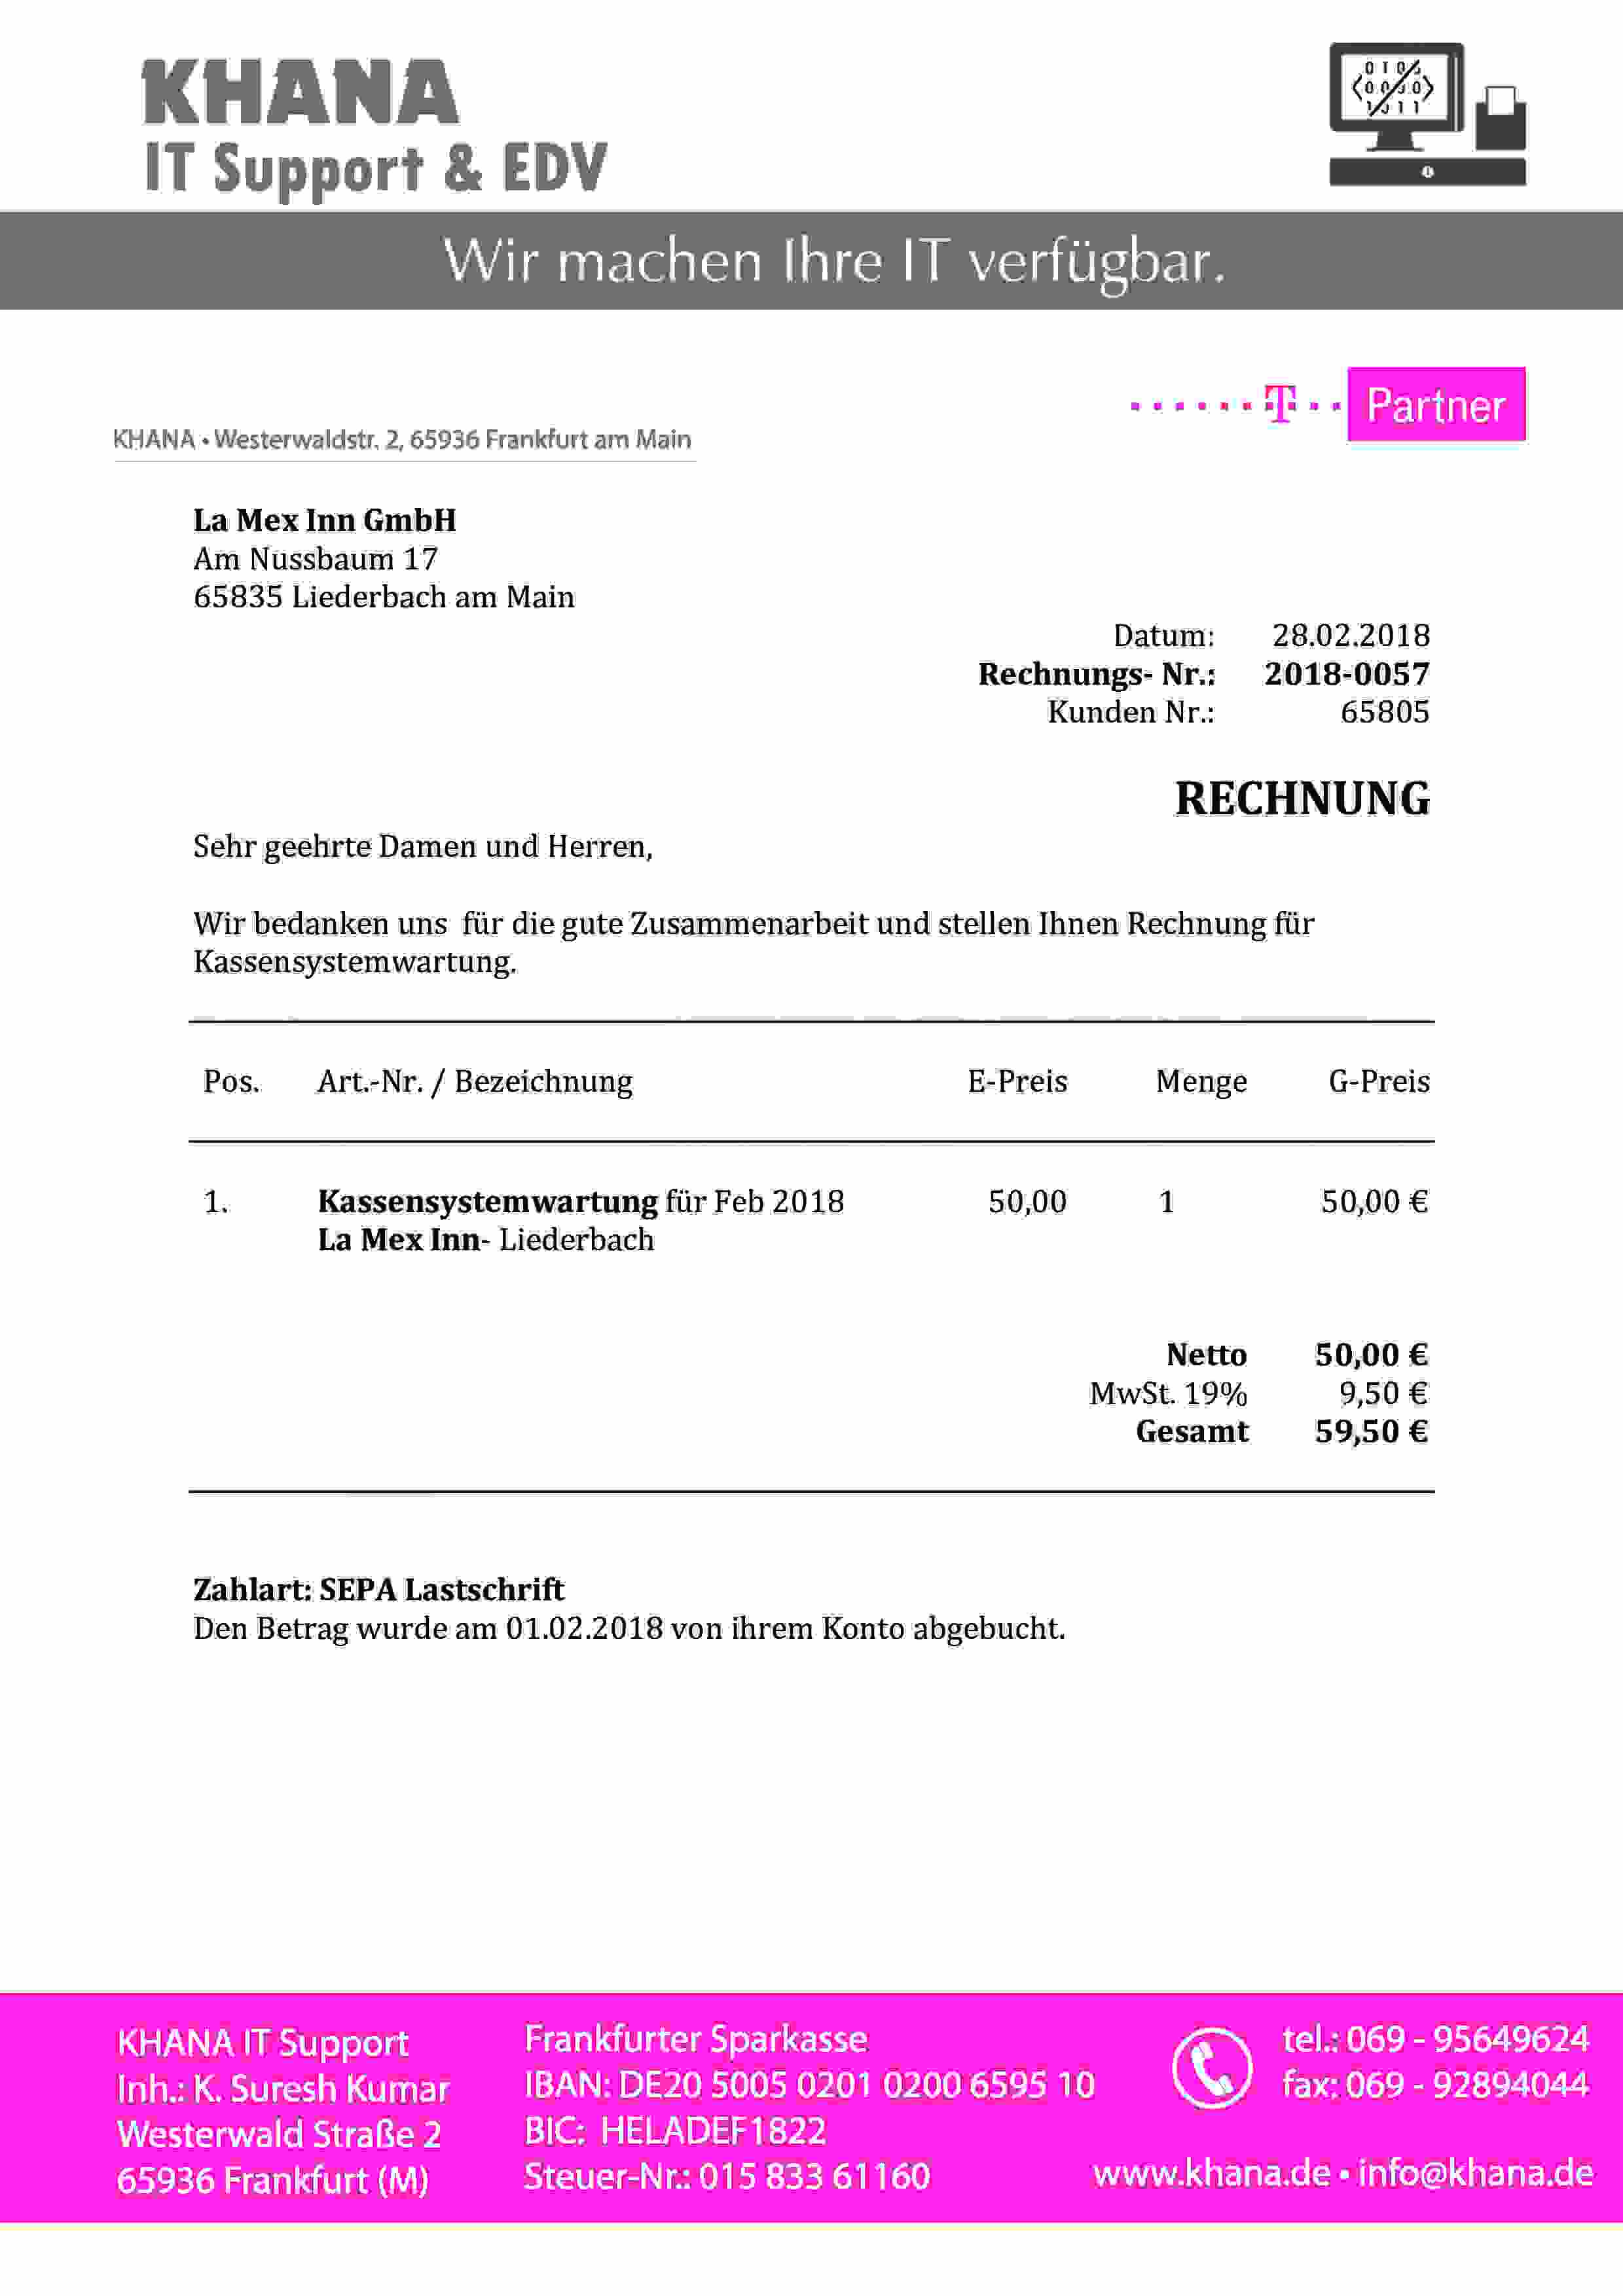 KHANA
IT Support & EDV
Wir machen Ihre IT verfügbar.
T Partner
KHANA • Westerwaldstr. 2, 65936 Frankfurt am Main
La Mex Inn GmbH
Am Nussbaum 17
65835 Liederbach am Main
Datum: 28.02.2018
Rechnungs- Nr.: 2018-0057
Kunden Nr.: 65805
RECHNUNG
Sehr geehrte Damen und Herren,
Wir bedanken uns für die gute Zusammenarbeit und stellen Ihnen Rechnung für
Kassensystemwartung.
Pos. Art.-Nr. / Bezeichnung E-Preis Menge G-Preis
1. Kassensystemwartung für Feb 2018 50,00 1 50,00 €
La Mex Inn- Liederbach
Netto 50,00 €
MwSt. 19% 9,50 €
Gesamt 59,50 €
Zahlart: SEPA Lastschrift
Den Betrag wurde am 01.02.2018 von ihrem Konto abgebucht.
KHANA IT Support
Inh.: K. Suresh Kumar
Westerwald Straße 2
65936 Frankfurt (M)
Frankfurter Sparkasse
IBAN: DE20 5005 0201 0200 6595 10
BIC: HELADEF1822
Steuer-Nr.: 015 833 61160
tel.: 069 - 95649624
fax: 069 - 92894044
www.khana.de • info@khana.de